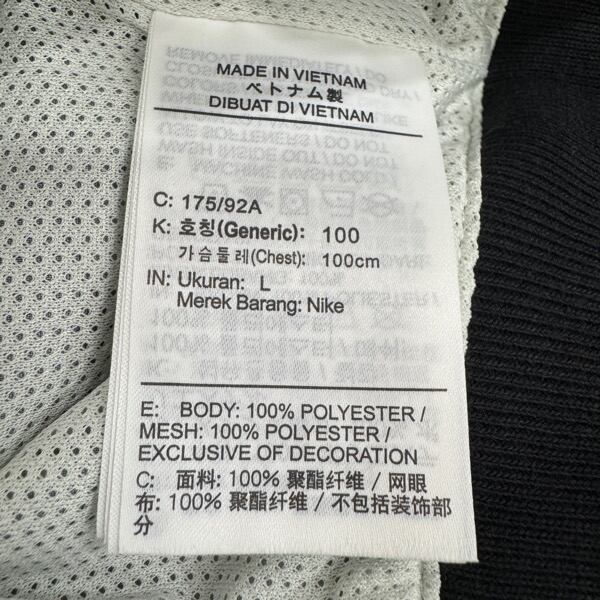 MADE IN VIETNAM
ベトナム製
DIBUAT DI VIETNAM
C: 175/92A
K: 호칭(Generic): 100
가슴둘레(Chest): 100cm
IN: Ukuran: L
Merek Barang: Nike
E: BODY: 100% POLYESTER /
MESH: 100% POLYESTER /
EXCLUSIVE OF DECORATION
C: 面料: 100% 聚酯纤维 / 网眼
布: 100% 聚酯纤维 / 不包括装饰部
分